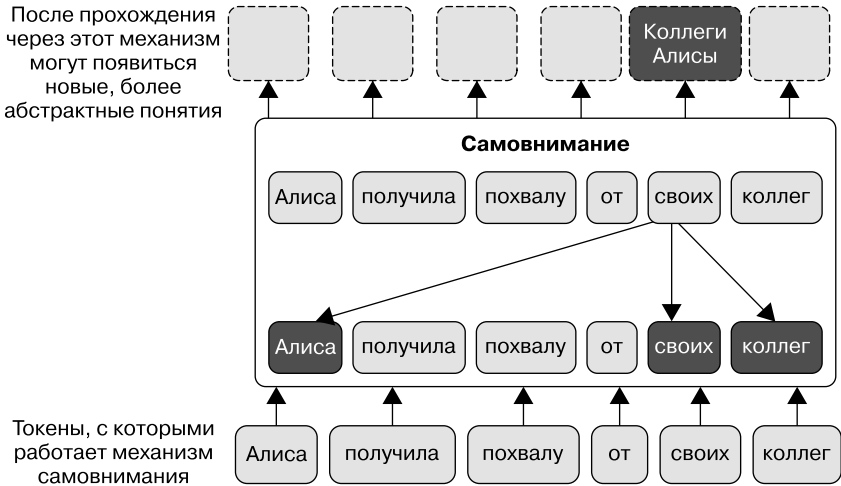 После прохождения
через этот механизм
могут появиться
новые, более
абстрактные понятия
Коллеги
Алисы
Самовнимание
Алиса получила похвалу от своих коллег
Алиса получила похвалу от своих коллег
Токены, с которыми
работает механизм
самовнимания
Алиса получила похвалу от своих коллег